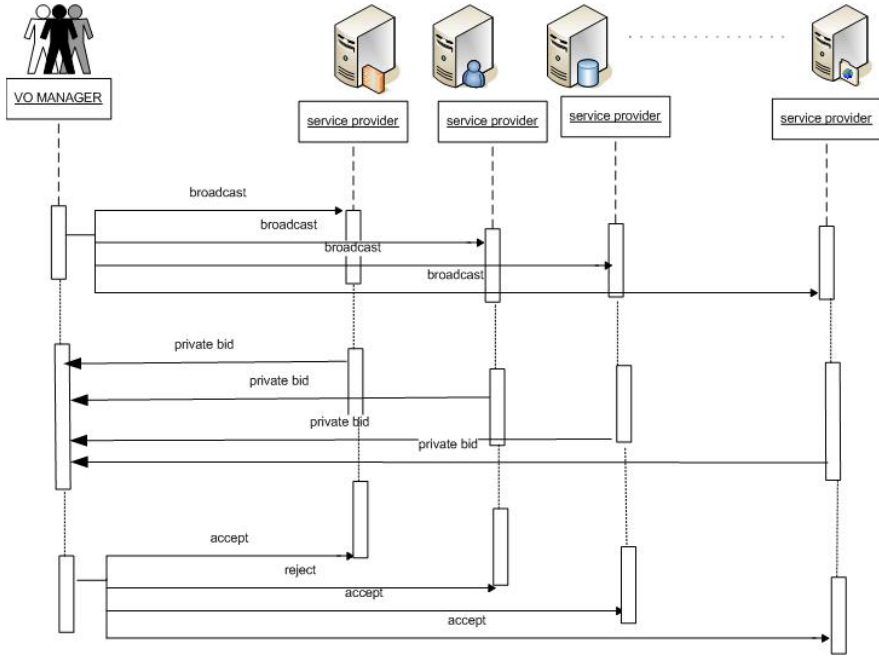 VO MANAGER
service provider
service provider
service provider
service provider
broadcast
broadcast
broadcast
broadcast
private bid
private bid
private bid
private bid
accept
reject
accept
accept